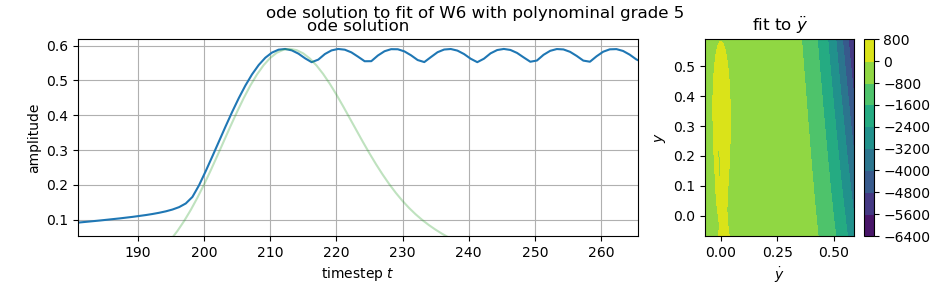 ode solution to fit of W6 with polynominal grade 5
ode solution
fit to ÿ
0.6
0.5
0.4
0.3
0.2
0.1
amplitude
190 200 210 220 230 240 250 260
timestep t
0.5
0.4
0.3
0.2
0.1
0.0
y
0.00 0.25 0.50
ẏ
800
0
−800
−1600
−2400
−3200
−4000
−4800
−5600
−6400